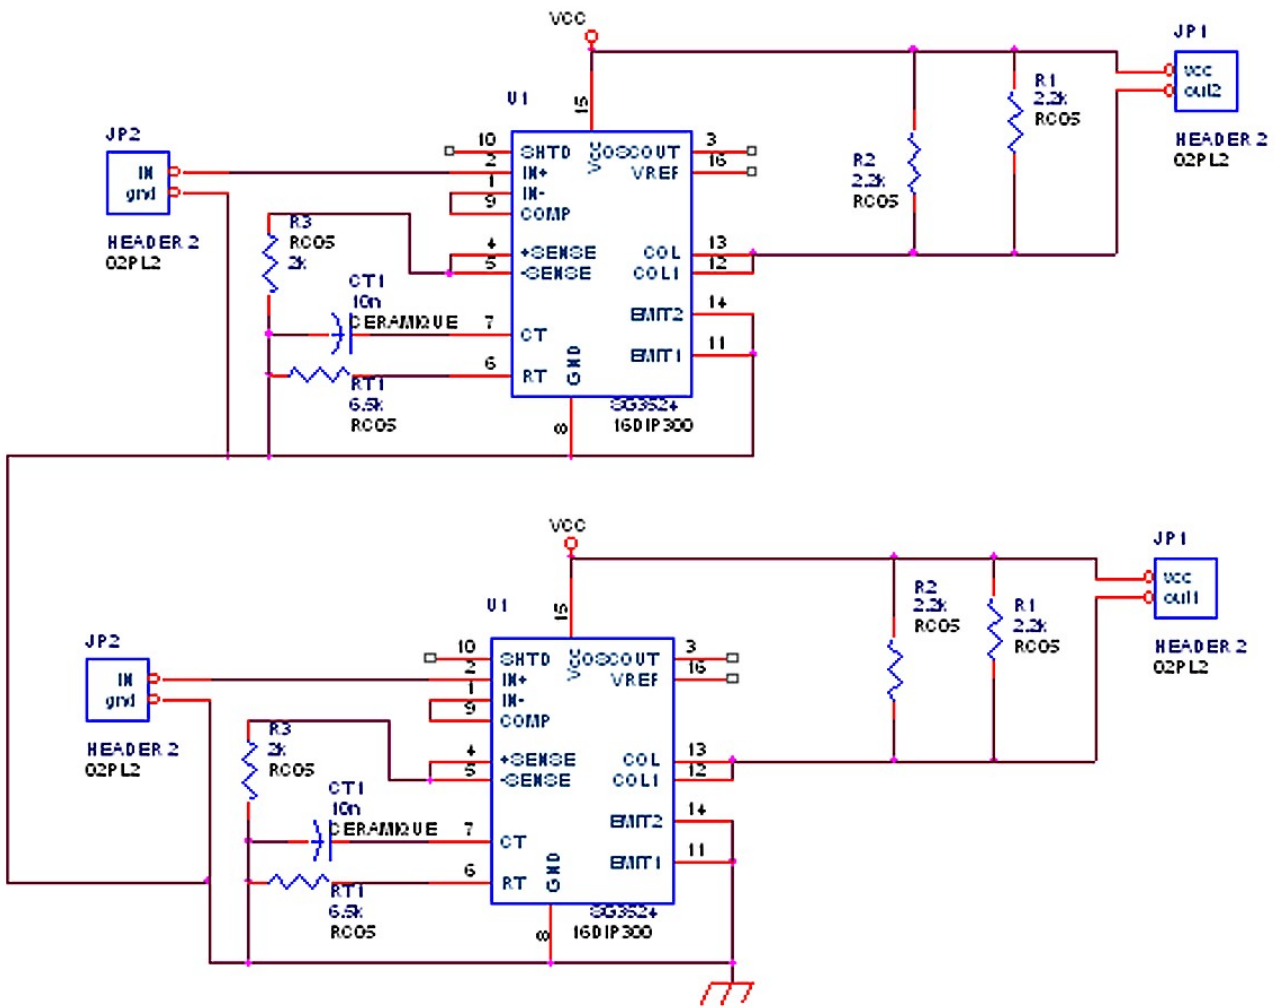 VCC
JP1
vcc
out2
HEADER 2
02PL2
R1
2.2k
RC05
R2
2.2k
RC05
U1
15
JP2
IN
gnd
HEADER 2
02PL2
10
2
1
9
4
5
7
6
SHTD
IN+
IN-
COMP
+SENSE
-SENSE
CT
RT
VCC
OSCOUT
VREF
COL
COL1
EMIT2
EMIT1
GND
3
16
13
12
14
11
8
SG3524
16DIP300
R3
RC05
2k
CT1
10n
CERAMIQUE
RT1
6.5k
RC05
VCC
JP1
vcc
out1
HEADER 2
02PL2
R2
2.2k
RC05
R1
2.2k
RC05
U1
15
JP2
IN
gnd
HEADER 2
02PL2
10
2
1
9
4
5
7
6
SHTD
IN+
IN-
COMP
+SENSE
-SENSE
CT
RT
VCC
OSCOUT
VREF
COL
COL1
EMIT2
EMIT1
GND
3
16
13
12
14
11
8
SG3524
16DIP300
R3
2k
RC05
CT1
10n
CERAMIQUE
RT1
6.5k
RC05